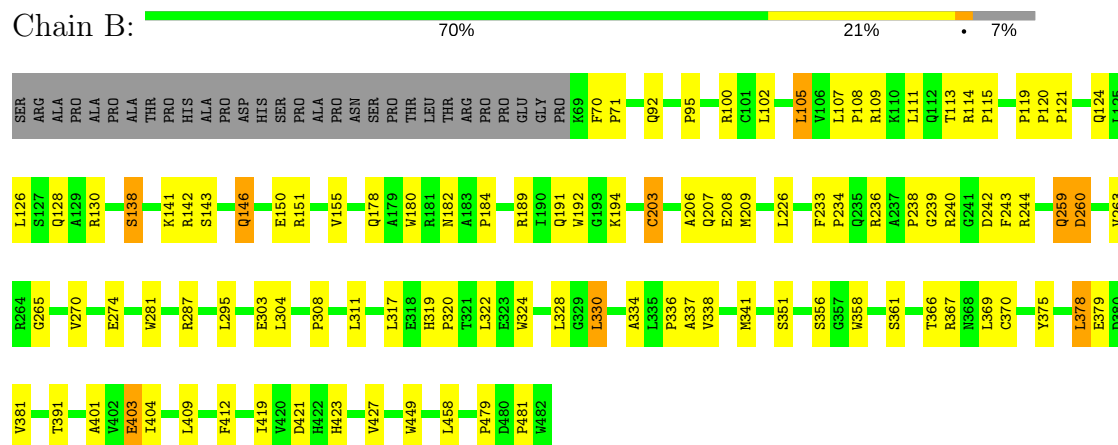 Chain B:
70% 21% • 7%
SER ARG ALA PRO ALA PRO ALA THR PRO HIS ALA PRO ASP HIS SER PRO ALA PRO ASN SER PRO THR LEU THR ARG PRO PRO GLU GLY PRO K69 F70 P71 Q92 P95 R100 C101 L102 L105 V106 L107 P108 R109 K110 L111 Q112 T113 R114 P115 P119 P120 P121 Q124 L125
L126 S127 Q128 A129 R130 S138 K141 R142 S143 Q146 E150 R151 V155 Q178 A179 W180 R181 N182 A183 P184 R189 I190 Q191 W192 G193 K194 C203 A206 Q207 E208 M209 L226 F233 P234 Q235 R236 A237 P238 G239 R240 G241 D242 F243 R244 Q259 D260 V263
R264 G265 V270 E274 W281 R287 L295 E303 L304 P308 L311 L317 E318 H319 P320 T321 L322 E323 W324 L328 G329 L330 A334 L335 P336 A337 V338 M341 S351 S356 G357 W358 S361 T366 R367 N368 L369 C370 Y375 L378 E379 D380
V381 T391 A401 V402 E403 I404 L409 F412 I419 V420 D421 H422 H423 V427 W449 L458 P479 D480 P481 W482